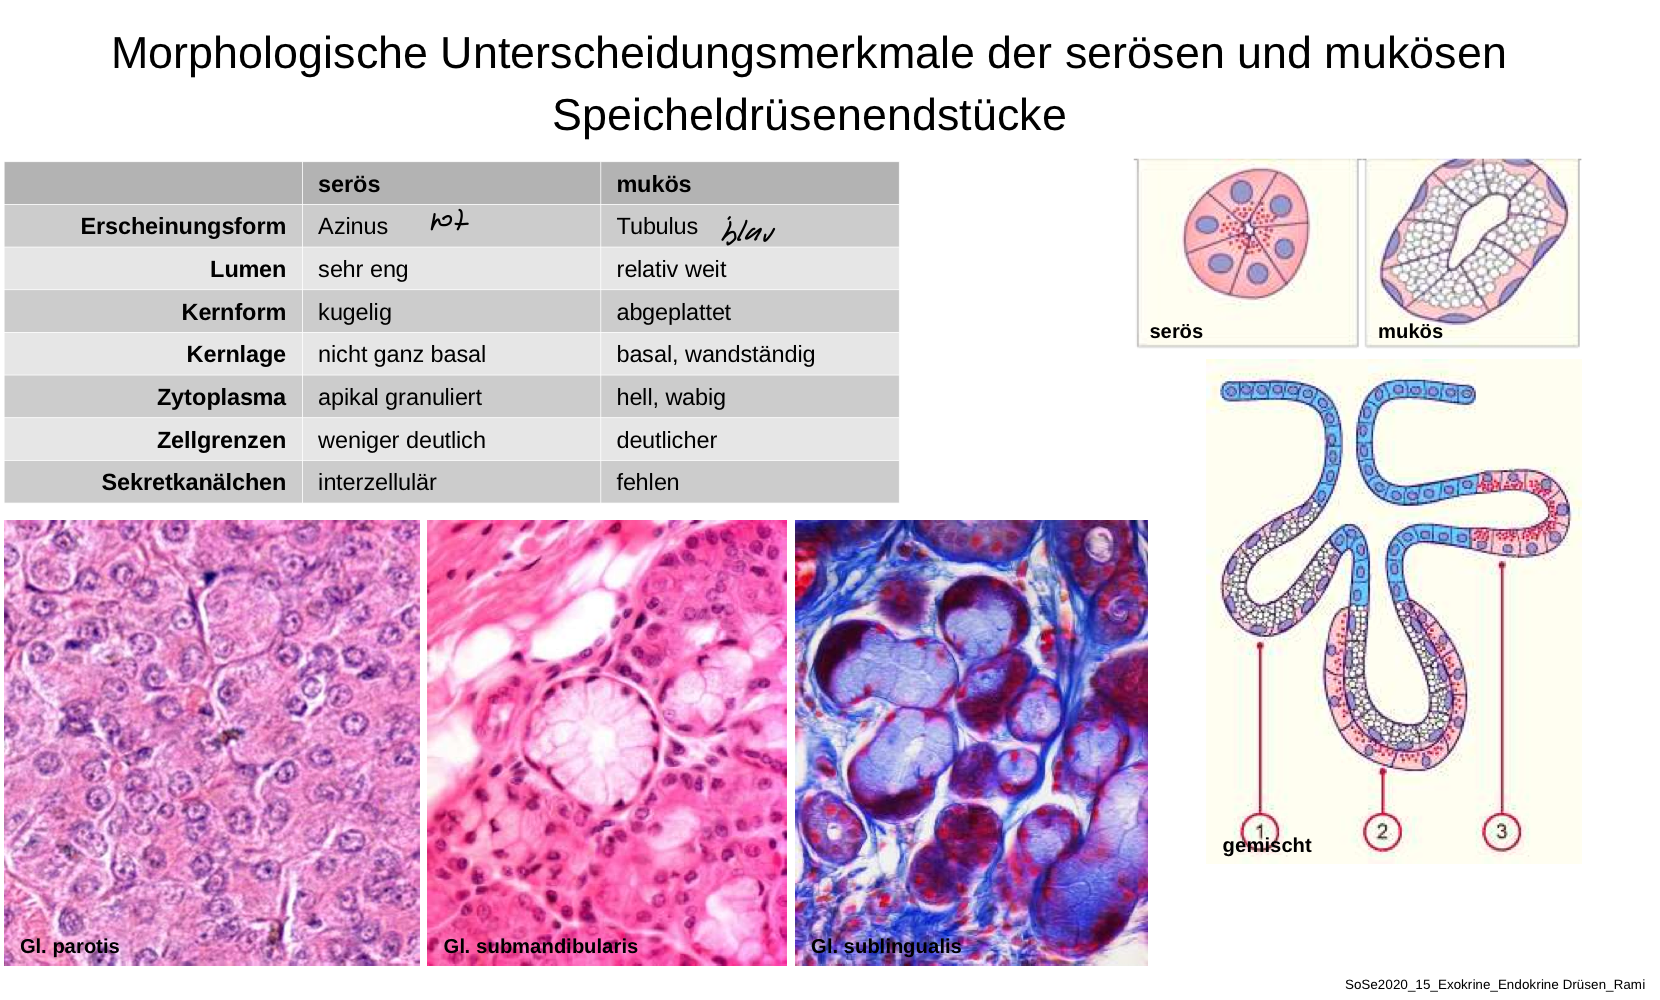 Morphologische Unterscheidungsmerkmale der serösen und mukösen
Speicheldrüsenendstücke
serös mukös
Erscheinungsform Azinus rot Tubulus blau
Lumen sehr eng relativ weit
Kernform kugelig abgeplattet
Kernlage nicht ganz basal basal, wandständig
Zytoplasma apikal granuliert hell, wabig
Zellgrenzen weniger deutlich deutlicher
Sekretkanälchen interzellulär fehlen
serös mukös
1 2 3
gemischt
Gl. parotis Gl. submandibularis Gl. sublingualis
SoSe2020_15_Exokrine_Endokrine Drüsen_Rami